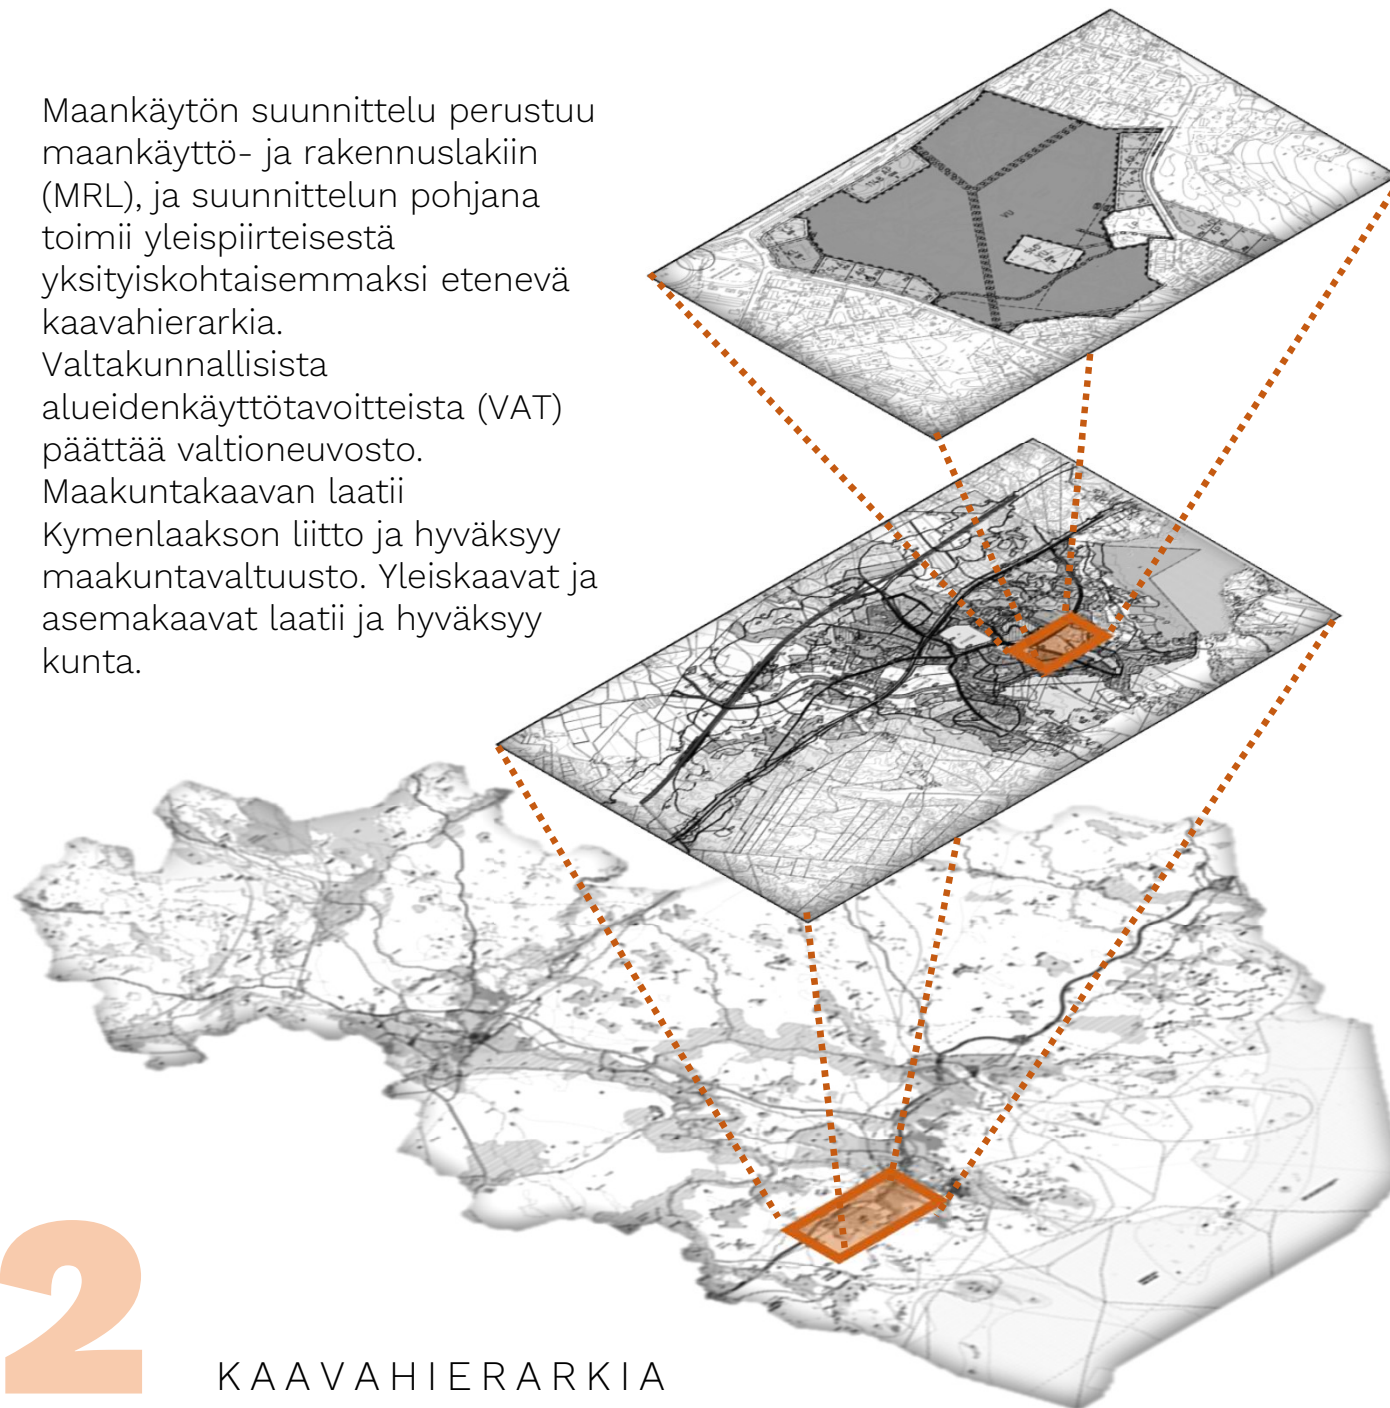 Maankäytön suunnittelu perustuu
maankäyttö- ja rakennuslakiin
(MRL), ja suunnittelun pohjana
toimii yleispiirteisestä
yksityiskohtaisemmaksi etenevä
kaavahierarkia.
Valtakunnallisista
alueidenkäyttötavoitteista (VAT)
päättää valtioneuvosto.
Maakuntakaavan laatii
Kymenlaakson liitto ja hyväksyy
maakuntavaltuusto. Yleiskaavat ja
asemakaavat laatii ja hyväksyy
kunta.
VU
2
KAAVAHIERARKIA